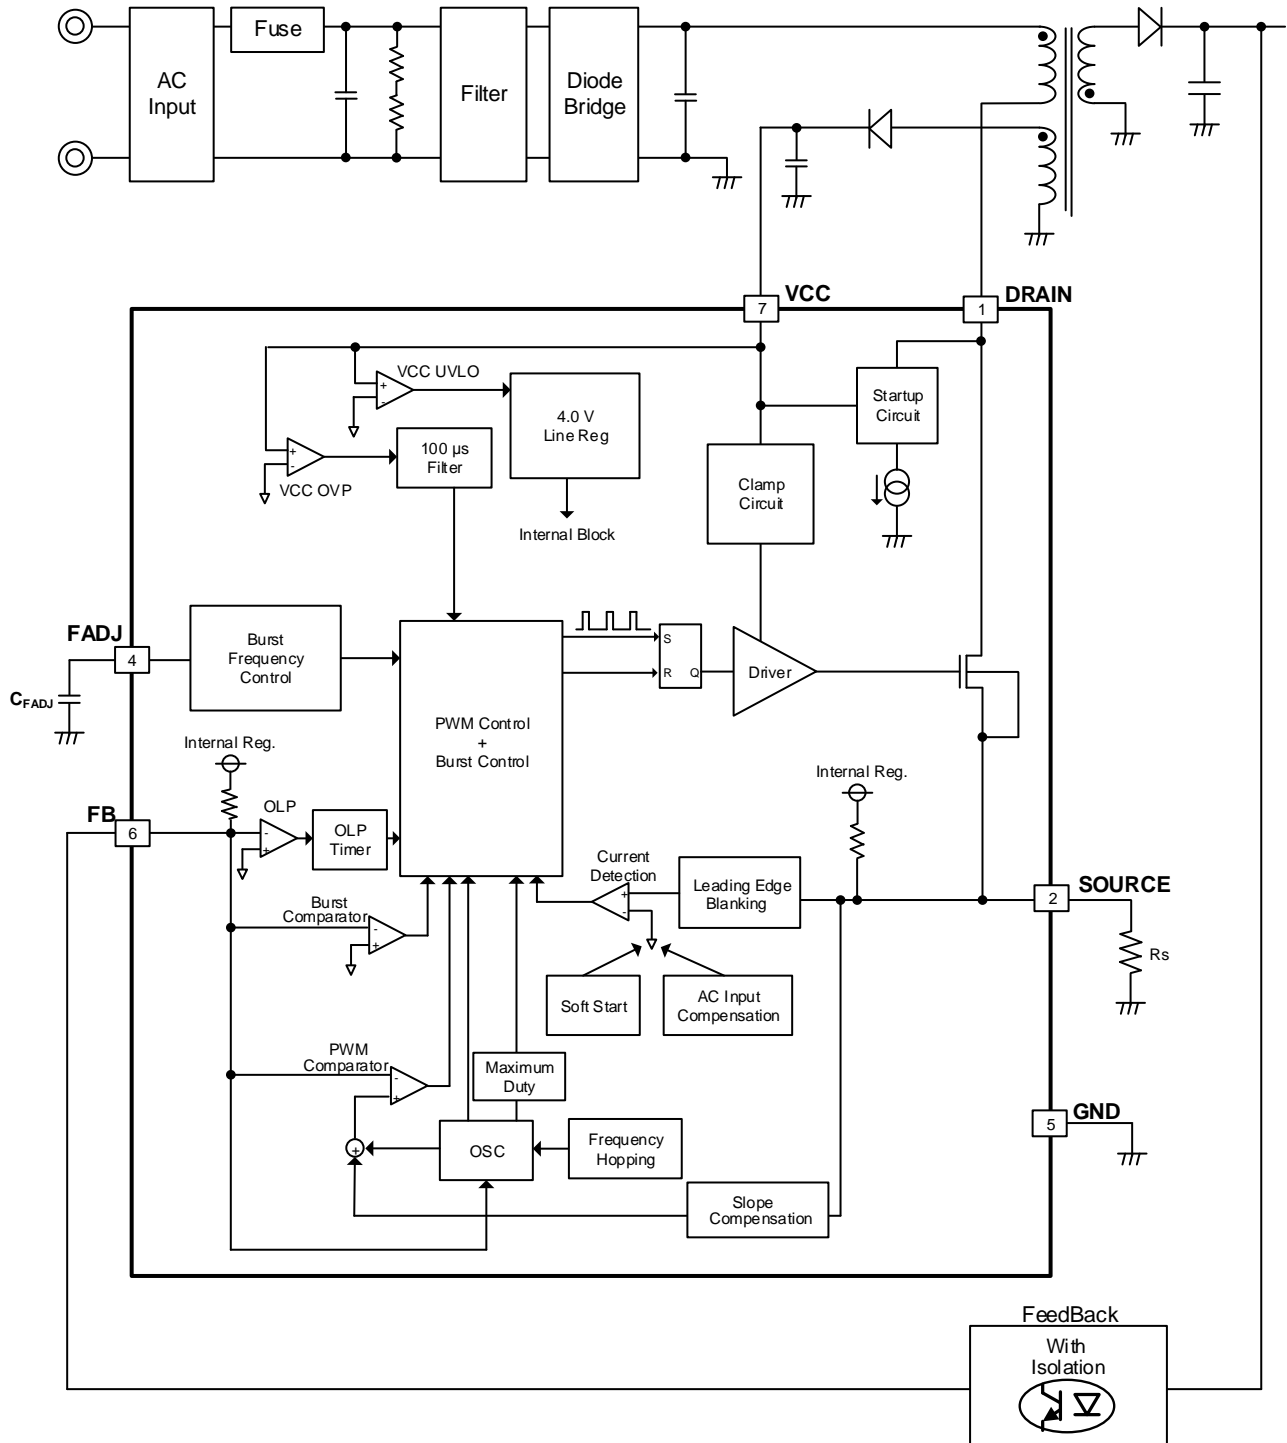 Fuse
AC
Input
Filter
Diode
Bridge
VCC
7
DRAIN
1
VCC UVLO
+
-
4.0 V
Line Reg
Startup
Circuit
100 µs
Filter
+
-
VCC OVP
Clamp
Circuit
Internal Block
FADJ
4
Burst
Frequency
Control
CFADJ
S
R
Q
Driver
PWM Control
+
Burst Control
Internal Reg.
Internal Reg.
FB
6
OLP
-
+
OLP
Timer
Current
Detection
+
-
Leading Edge
Blanking
SOURCE
2
Rs
Burst
Comparator
-
+
Soft Start
AC Input
Compensation
PWM
Comparator
-
+
Maximum
Duty
GND
5
+
OSC
Frequency
Hopping
Slope
Compensation
FeedBack
With
Isolation